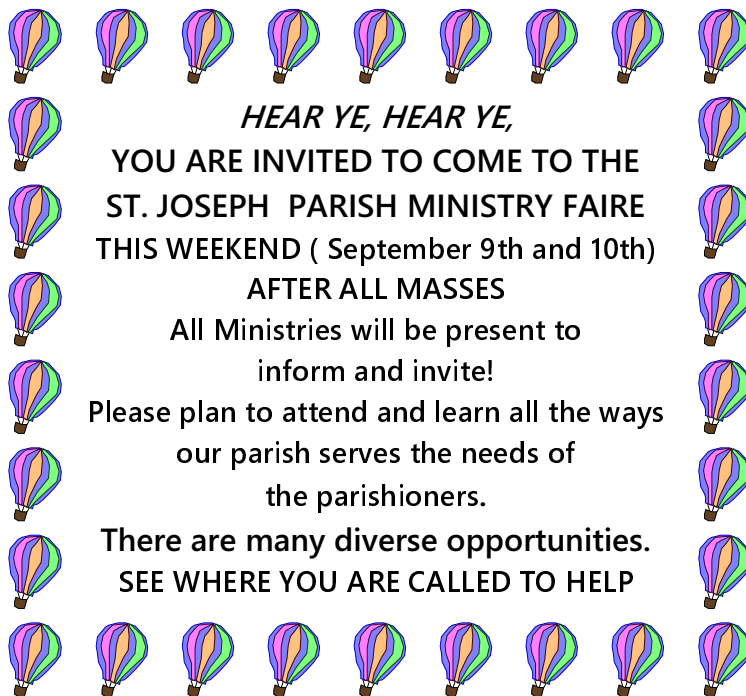 HEAR YE, HEAR YE,
YOU ARE INVITED TO COME TO THE
ST. JOSEPH  PARISH MINISTRY FAIRE
THIS WEEKEND ( September 9th and 10th)
AFTER ALL MASSES
All Ministries will be present to
inform and invite!
Please plan to attend and learn all the ways
our parish serves the needs of
the parishioners.
There are many diverse opportunities.
SEE WHERE YOU ARE CALLED TO HELP